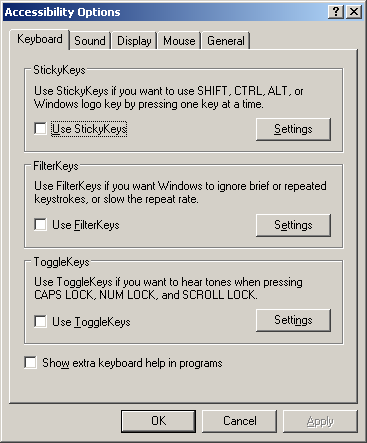 Accessibility Options
Keyboard Sound Display Mouse General
StickyKeys
Use StickyKeys if you want to use SHIFT, CTRL, ALT, or
Windows logo key by pressing one key at a time.
Use StickyKeys Settings
FilterKeys
Use FilterKeys if you want Windows to ignore brief or repeated
keystrokes, or slow the repeat rate.
Use FilterKeys Settings
ToggleKeys
Use ToggleKeys if you want to hear tones when pressing
CAPS LOCK, NUM LOCK, and SCROLL LOCK.
Use ToggleKeys Settings
Show extra keyboard help in programs
OK Cancel Apply